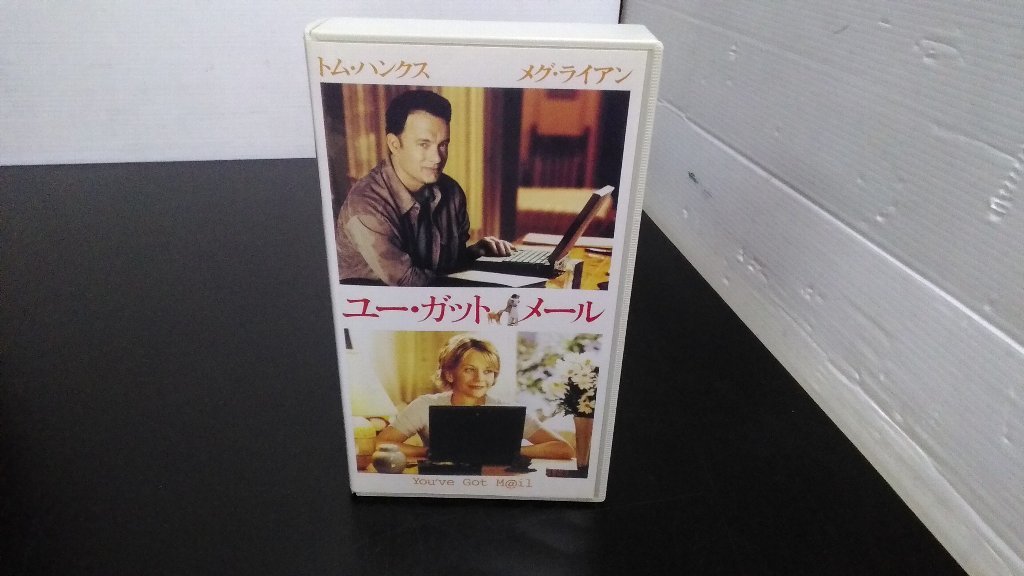 トム・ハンクス メグ・ライアン
ユー・ガット メール
You've Got M@il